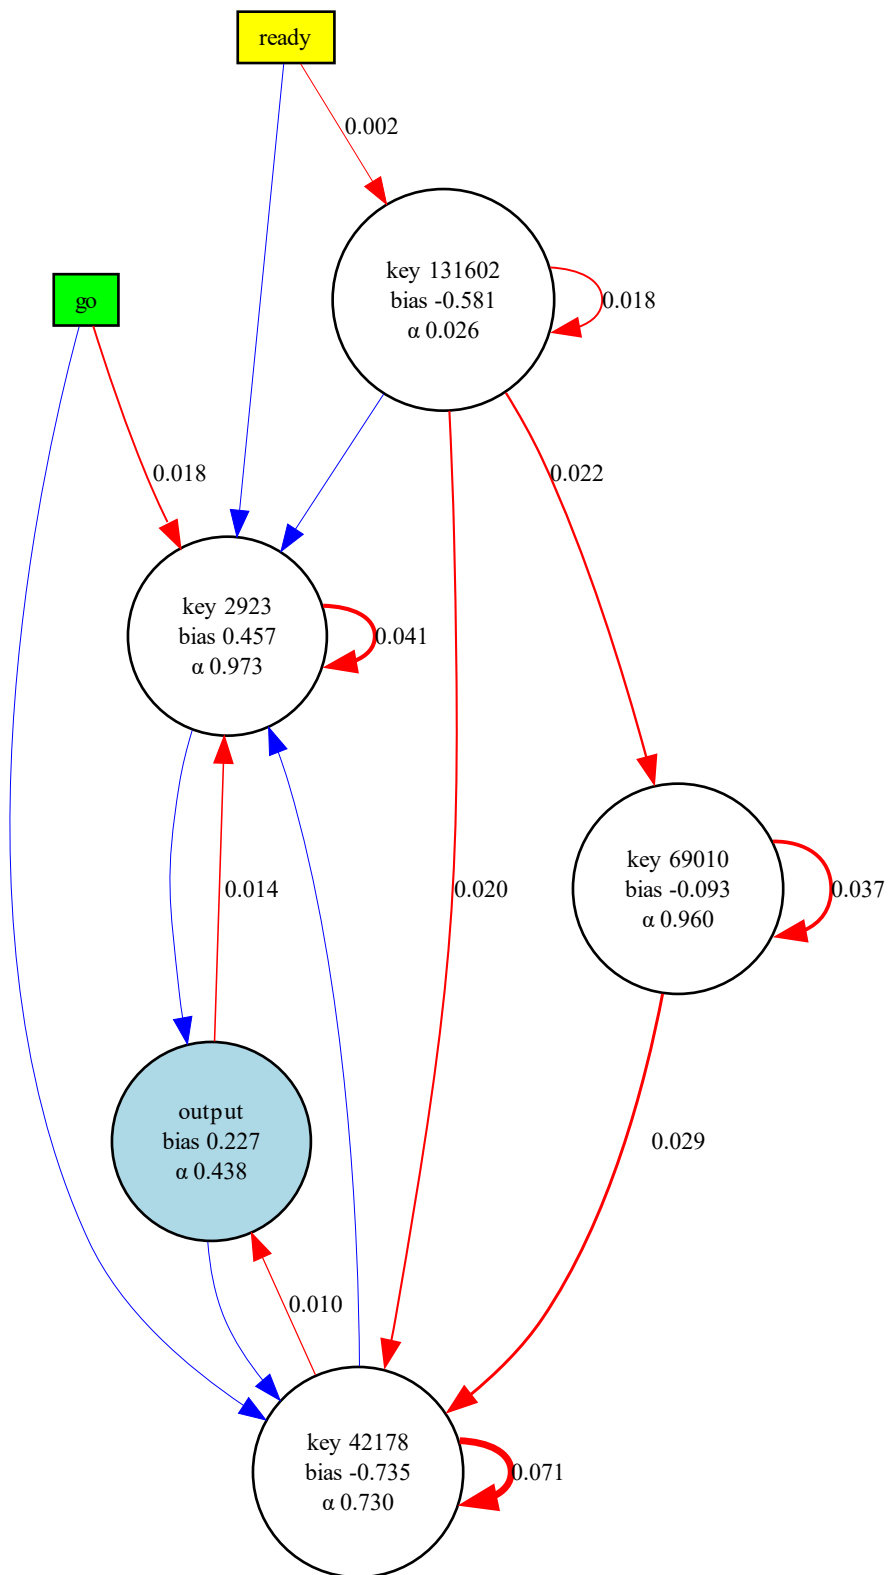 ready
0.002
key 131602
bias -0.581
α 0.026
0.018
go
0.018
0.022
key 2923
bias 0.457
α 0.973
0.041
key 69010
bias -0.093
α 0.960
0.037
0.014
0.020
output
bias 0.227
α 0.438
0.029
0.010
key 42178
bias -0.735
α 0.730
0.071